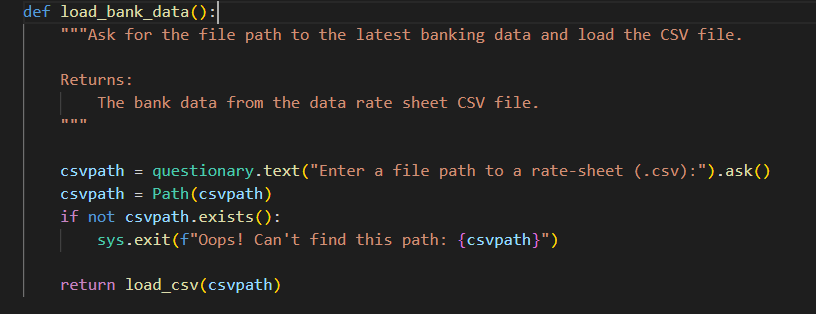 def load_bank_data():
    """Ask for the file path to the latest banking data and load the CSV file.

    Returns:
        The bank data from the data rate sheet CSV file.
    """

    csvpath = questionary.text("Enter a file path to a rate-sheet (.csv):").ask()
    csvpath = Path(csvpath)
    if not csvpath.exists():
        sys.exit(f"Oops! Can't find this path: {csvpath}")

    return load_csv(csvpath)